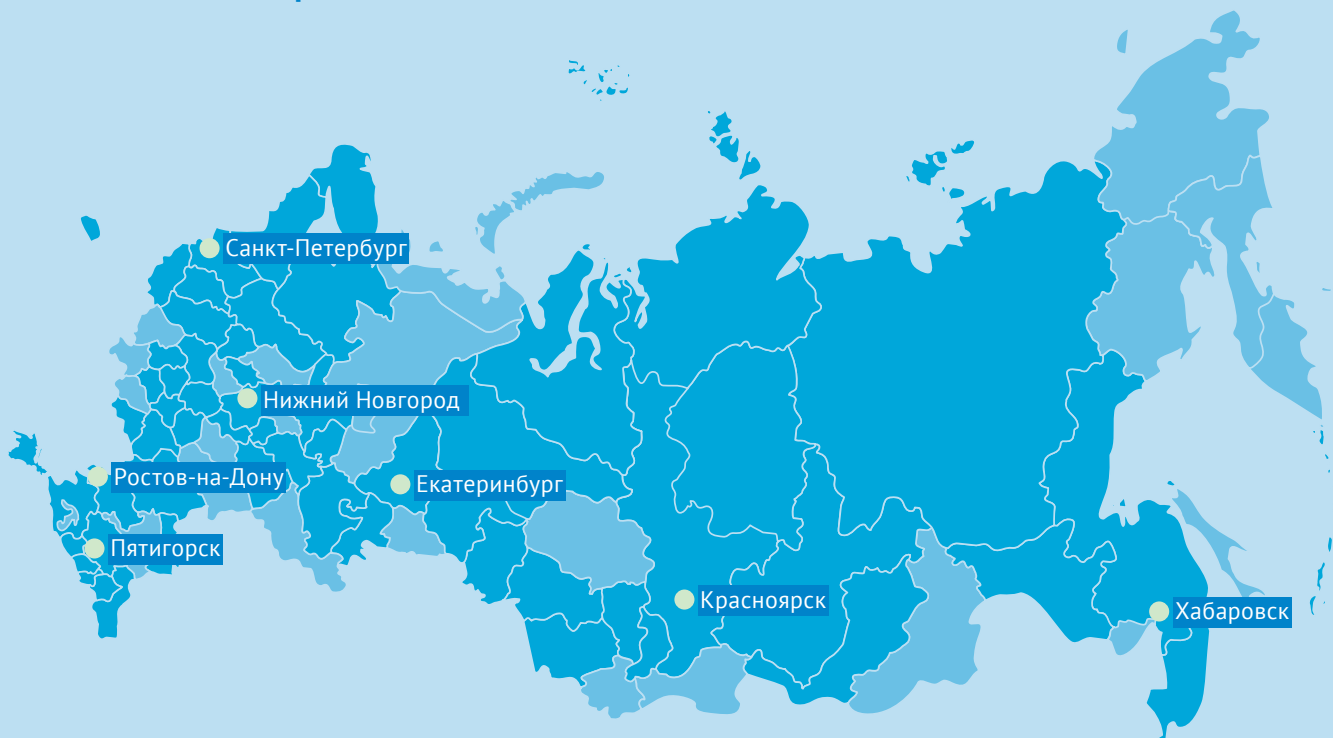 Санкт-Петербург
Нижний Новгород
Ростов-на-Дону
Екатеринбург
Пятигорск
Красноярск
Хабаровск